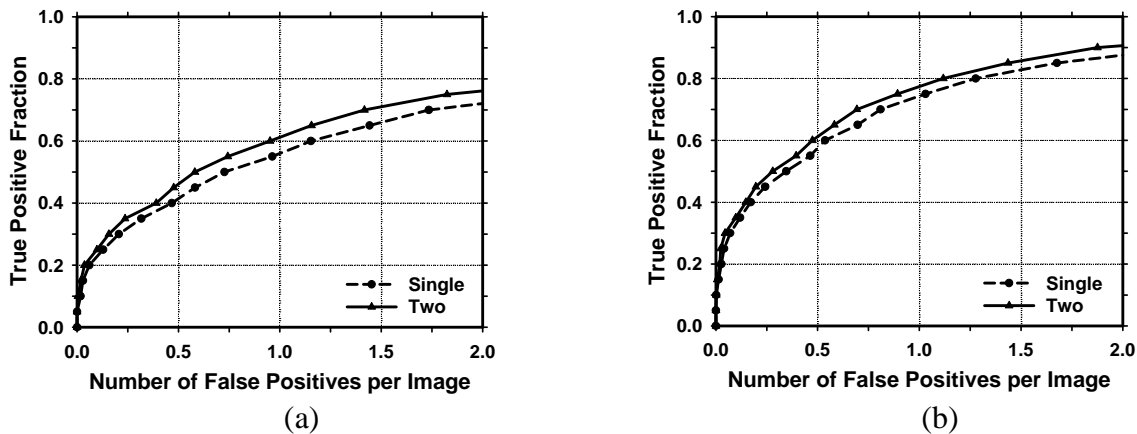 1.0
0.8
0.6
0.4
0.2
0.0
True Positive Fraction
Single
Two
0.0 0.5 1.0 1.5 2.0
Number of False Positives per Image
(a)
1.0
0.8
0.6
0.4
0.2
0.0
True Positive Fraction
Single
Two
0.0 0.5 1.0 1.5 2.0
Number of False Positives per Image
(b)